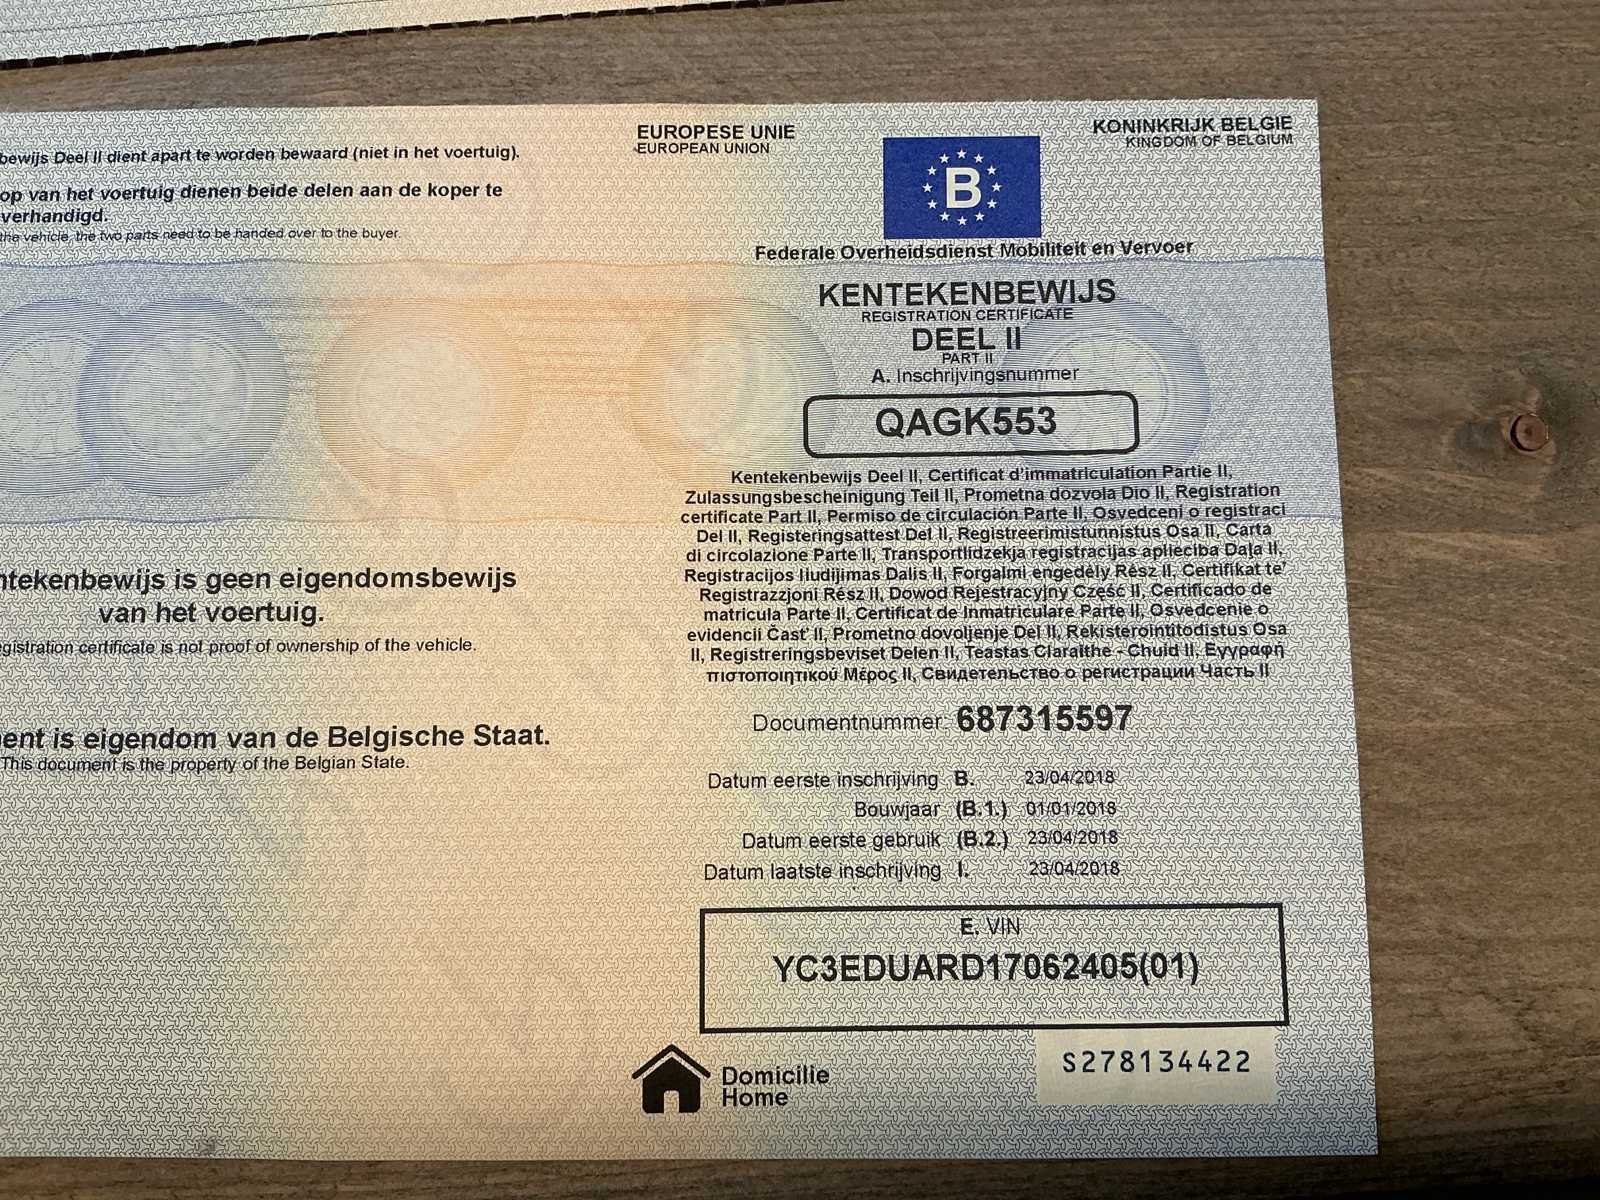 bewijs Deel II dient apart te worden bewaard (niet in het voertuig).
op van het voertuig dienen beide delen aan de koper te
verhandigd.
the vehicle, the two parts need to be handed over to the buyer.
ntekenbewijs is geen eigendomsbewijs
van het voertuig.
gistration certificate is not proof of ownership of the vehicle.
ent is eigendom van de Belgische Staat.
This document is the property of the Belgian State.
EUROPESE UNIE
EUROPEAN UNION
B
KONINKRIJK BELGIE
KINGDOM OF BELGIUM
Federale Overheidsdienst Mobiliteit en Vervoer
KENTEKENBEWIJS
REGISTRATION CERTIFICATE
DEEL II
PART II
A. Inschrijvingsnummer
QAGK553
Kentekenbewijs Deel II, Certificat d'immatriculation Partie II,
Zulassungsbescheinigung Teil II, Prometna dozvola Dio II, Registration
certificate Part II, Permiso de circulación Parte II, Osvedceni o registraci
Del II, Registeringsattest Del II, Registreerimistunnistus Osa II, Carta
di circolazione Parte II, Transportlidzekja registracijas aplieciba Daļa II,
Registracijos liudijimas Dalis II, Forgalmi engedély Rész II, Certifikat te'
Registrazzjoni Rész II, Dowod Rejestracyjny Część II, Certificado de
matricula Parte II, Certificat de Inmatriculare Parte II, Osvedcenie o
evidencii Časť II, Prometno dovoljenje Del II, Rekisterointitodistus Osa
II, Registreringsbeviset Delen II, Teastas Claraithe - Chuid II, Εγγραφή
πιστοποιητικού Μέρος II, Свидетельство о регистрации Часть II
Documentnummer: 687315597
Datum eerste inschrijving B. 23/04/2018
Bouwjaar (B.1.) 01/01/2018
Datum eerste gebruik (B.2.) 23/04/2018
Datum laatste inschrijving I. 23/04/2018
E. VIN
YC3EDUARD17062405(01)
Domicilie
Home
S278134422